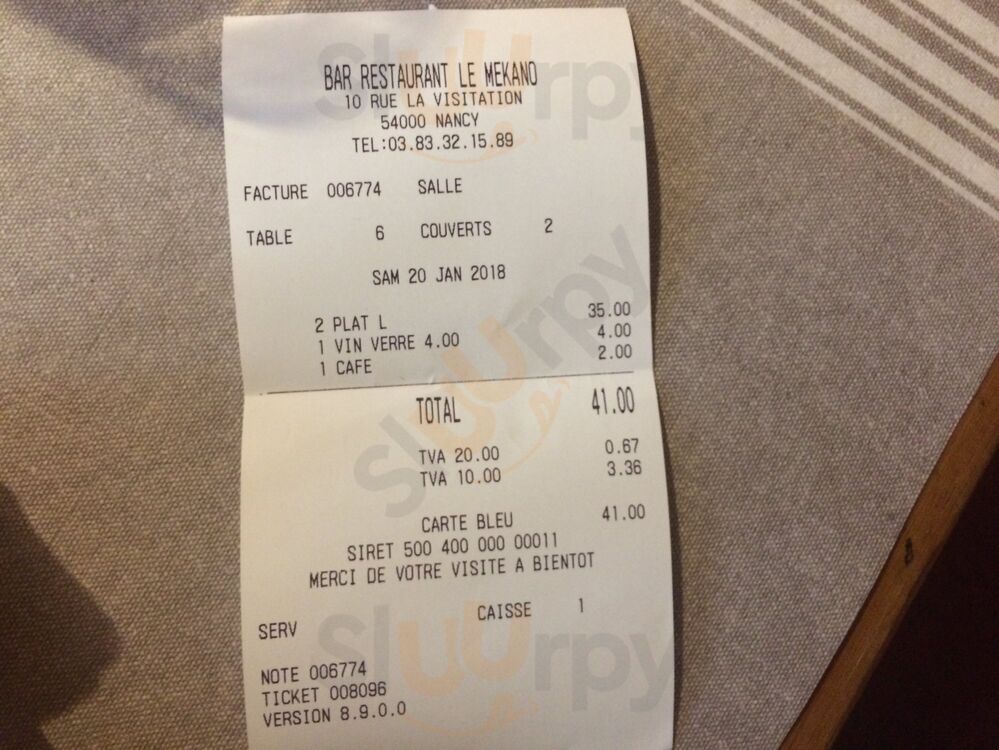 BAR RESTAURANT LE MEKANO
10 RUE LA VISITATION
54000 NANCY
TEL:03.83.32.15.89
FACTURE 006774 SALLE
TABLE 6 COUVERTS 2
SAM 20 JAN 2018
2 PLAT L 35.00
1 VIN VERRE 4.00 4.00
1 CAFE 2.00
TOTAL 41.00
TVA 20.00 0.67
TVA 10.00 3.36
CARTE BLEU 41.00
SIRET 500 400 000 00011
MERCI DE VOTRE VISITE A BIENTOT
SERV CAISSE 1
NOTE 006774
TICKET 008096
VERSION 8.9.0.0
Sluurpy
Sluurpy
Sluurpy